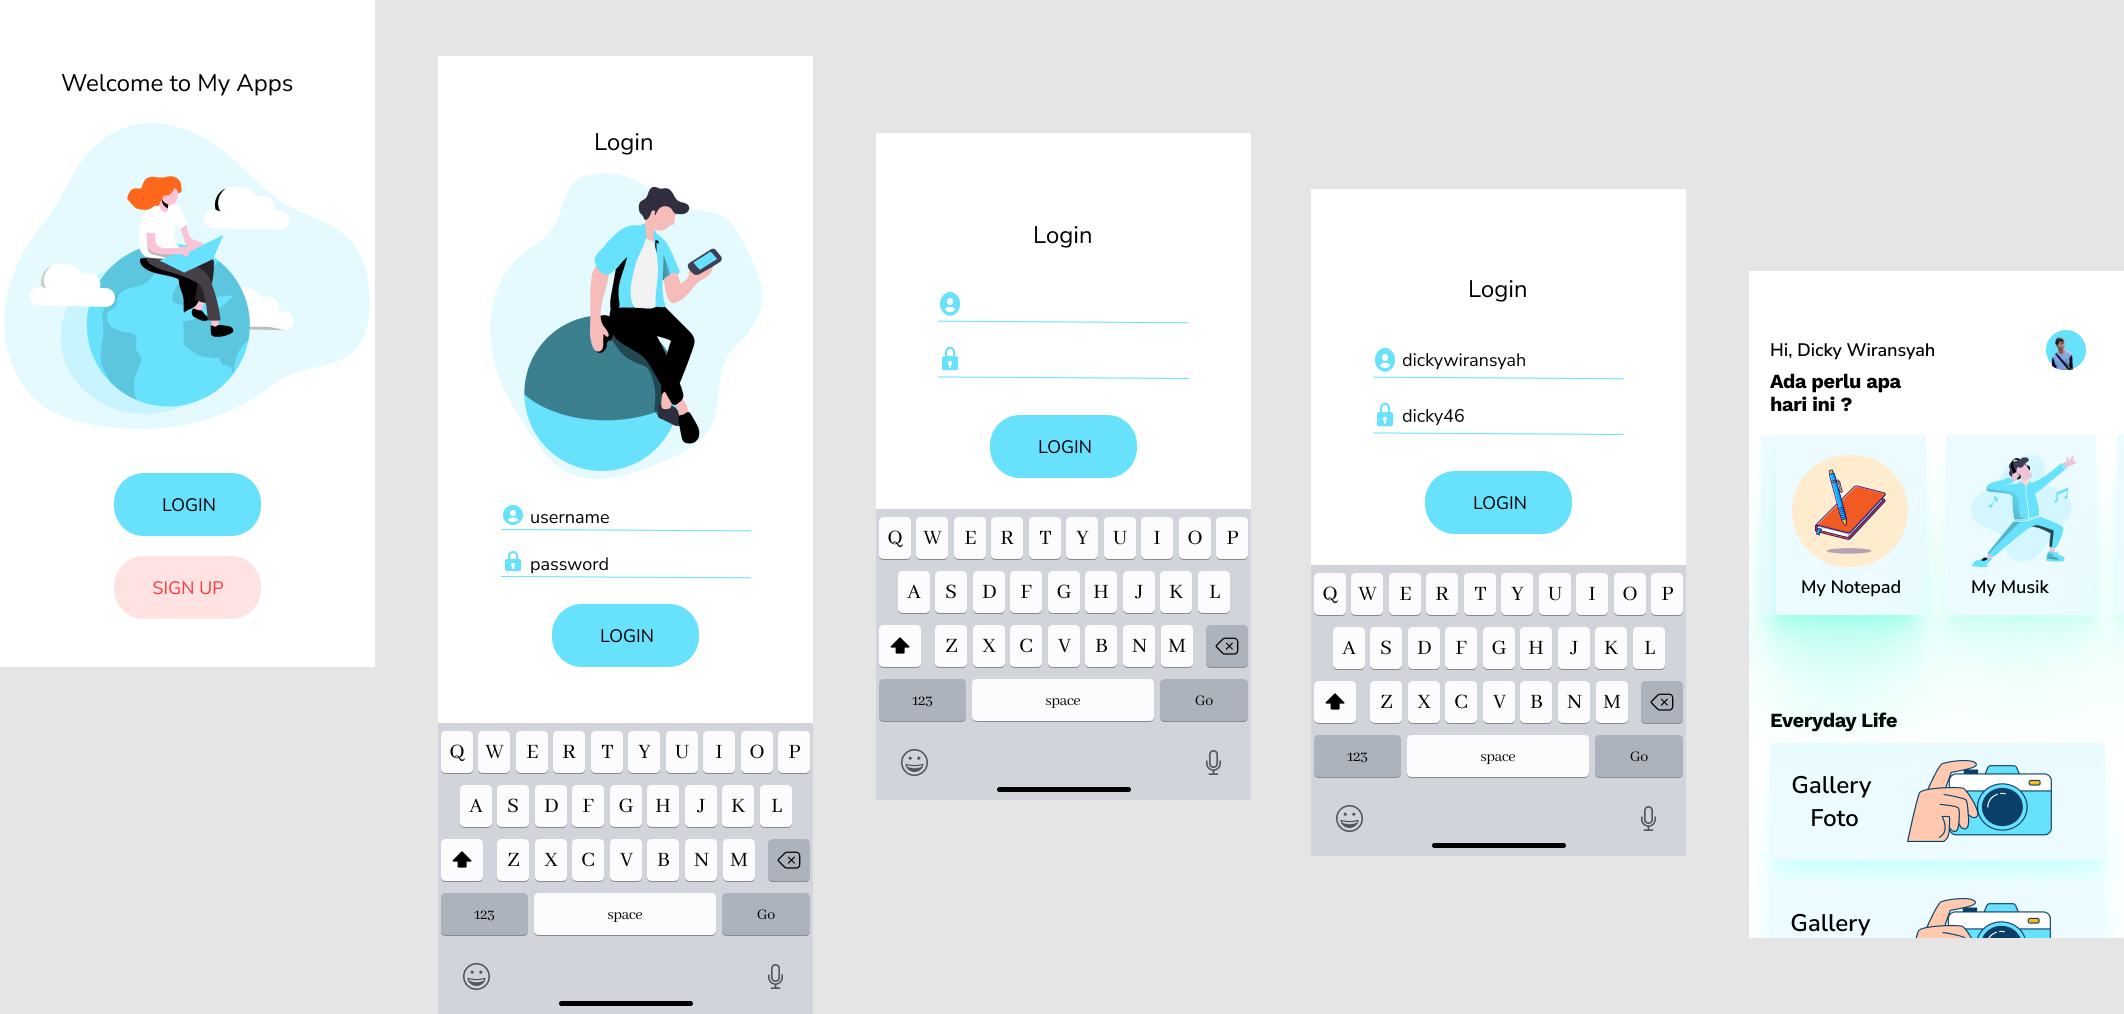 Welcome to My Apps
LOGIN
SIGN UP
Login
username
password
LOGIN
Q W E R T Y U I O P
A S D F G H J K L
Z X C V B N M
123 space Go
Login
LOGIN
Q W E R T Y U I O P
A S D F G H J K L
Z X C V B N M
123 space Go
Login
dickywiransyah
dicky46
LOGIN
Q W E R T Y U I O P
A S D F G H J K L
Z X C V B N M
123 space Go
Hi, Dicky Wiransyah
Ada perlu apa
hari ini ?
My Notepad
My Musik
Everyday Life
Gallery
Foto
Gallery